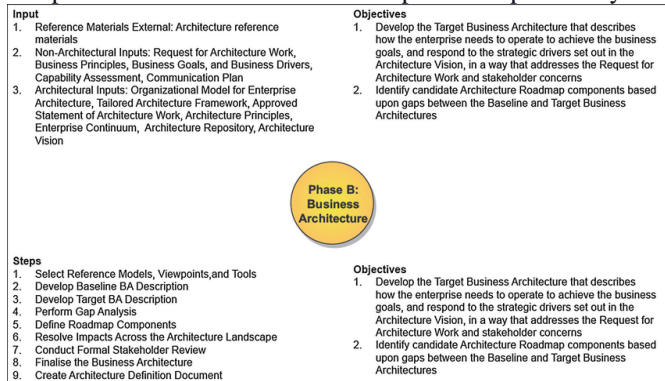 Input
1. Reference Materials External: Architecture reference
materials
2. Non-Architectural Inputs: Request for Architecture Work,
Business Principles, Business Goals, and Business Drivers,
Capability Assessment, Communication Plan
3. Architectural Inputs: Organizational Model for Enterprise
Architecture, Tailored Architecture Framework, Approved
Statement of Architecture Work, Architecture Principles,
Enterprise Continuum, Architecture Repository, Architecture
Vision
Objectives
1. Develop the Target Business Architecture that describes
how the enterprise needs to operate to achieve the business
goals, and respond to the strategic drivers set out in the
Architecture Vision, in a way that addresses the Request for
Architecture Work and stakeholder concerns
2. Identify candidate Architecture Roadmap components based
upon gaps between the Baseline and Target Business
Architectures
Phase B:
Business
Architecture
Steps
1. Select Reference Models, Viewpoints,and Tools
2. Develop Baseline BA Description
3. Develop Target BA Description
4. Perform Gap Analysis
5. Define Roadmap Components
6. Resolve Impacts Across the Architecture Landscape
7. Conduct Formal Stakeholder Review
8. Finalise the Business Architecture
9. Create Architecture Definition Document
Objectives
1. Develop the Target Business Architecture that describes
how the enterprise needs to operate to achieve the business
goals, and respond to the strategic drivers set out in the
Architecture Vision, in a way that addresses the Request for
Architecture Work and stakeholder concerns
2. Identify candidate Architecture Roadmap components based
upon gaps between the Baseline and Target Business
Architectures